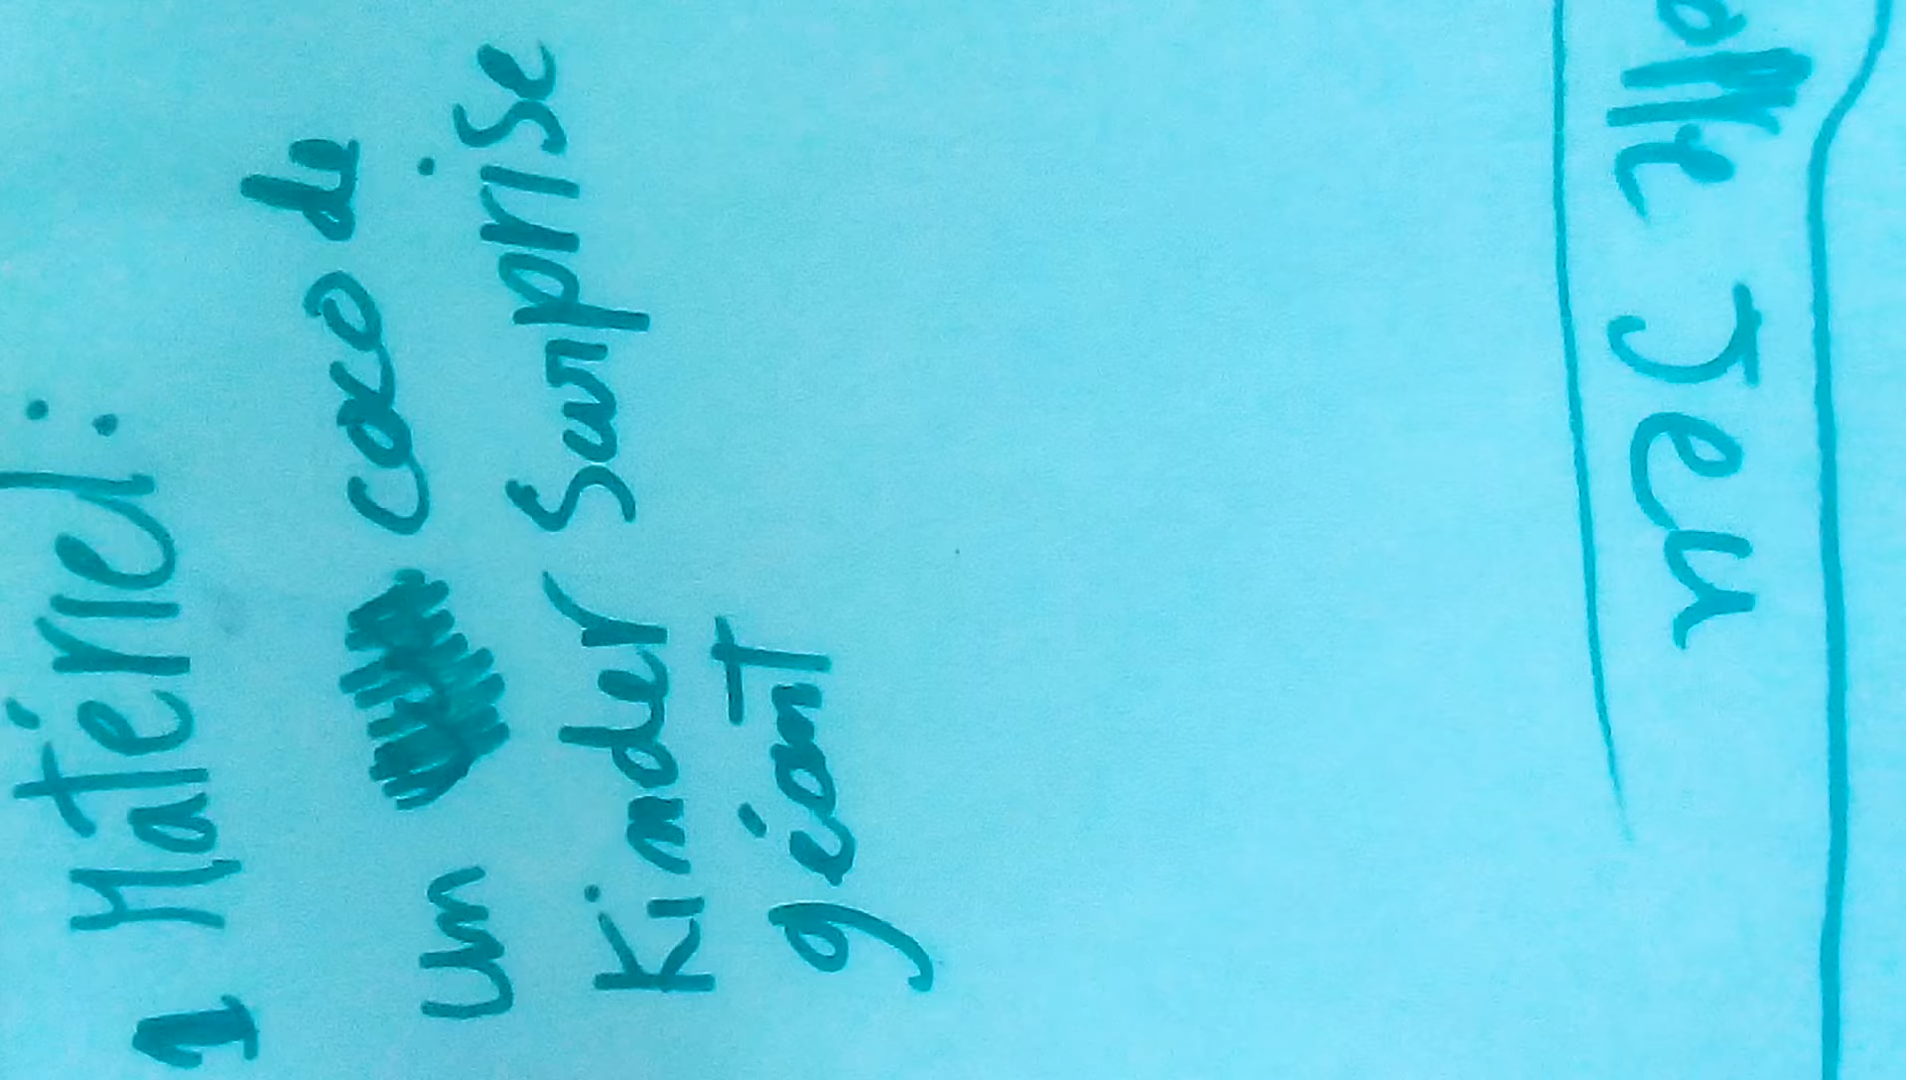 1 Matériel:
un coco de
Kinder Surprise
géant
Jeu